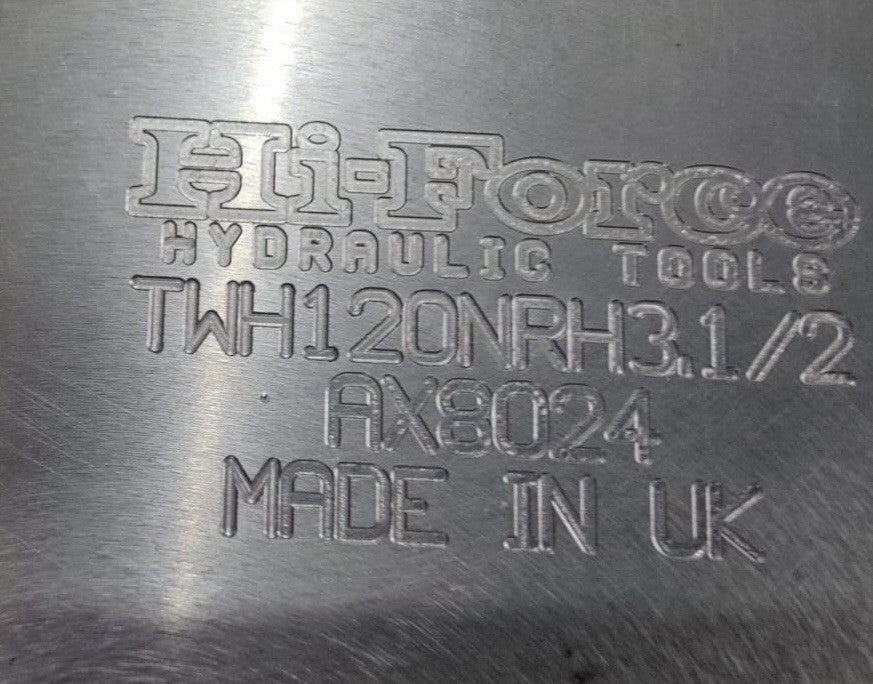 Hi-Force
HYDRAULIC TOOLS
TWH120NRH3.1/2
AX8024
MADE IN UK